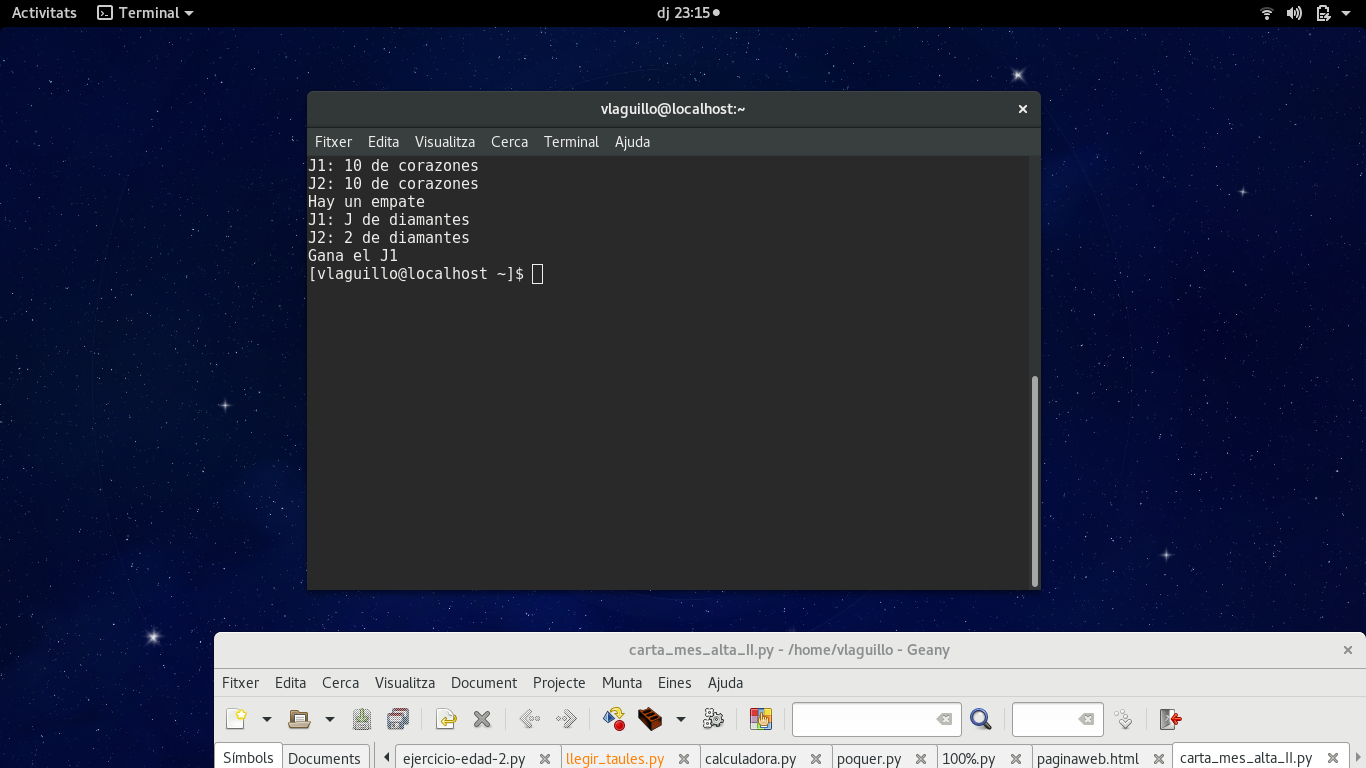 Activitats Terminal dj 23:15
vlaguillo@localhost:~
Fitxer Edita Visualitza Cerca Terminal Ajuda
J1: 10 de corazones
J2: 10 de corazones
Hay un empate
J1: J de diamantes
J2: 2 de diamantes
Gana el J1
[vlaguillo@localhost ~]$
carta_mes_alta_II.py - /home/vlaguillo - Geany
Fitxer Edita Cerca Visualitza Document Projecte Munta Eines Ajuda
Símbols Documents ejercicio-edad-2.py llegir_taules.py calculadora.py poquer.py 100%.py paginaweb.html carta_mes_alta_II.py